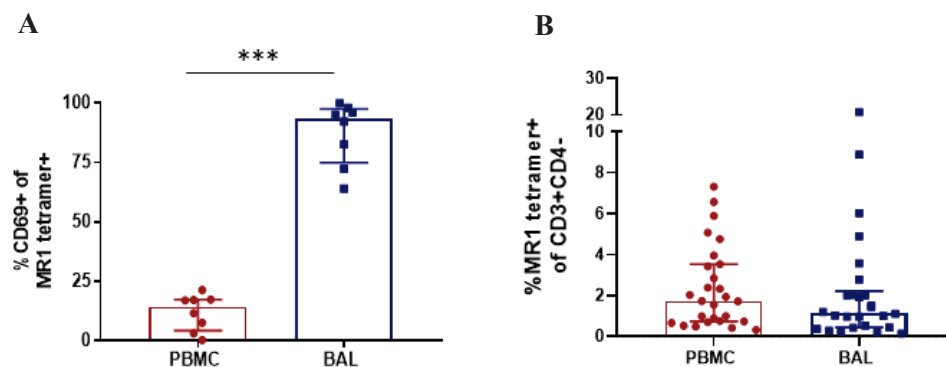 A
B
***
% CD69+ of
MR1 tetramer+
100
75
50
25
0
PBMC
BAL
%MR1 tetramer+
of CD3+CD4-
30
20
10
8
6
4
2
0
PBMC
BAL